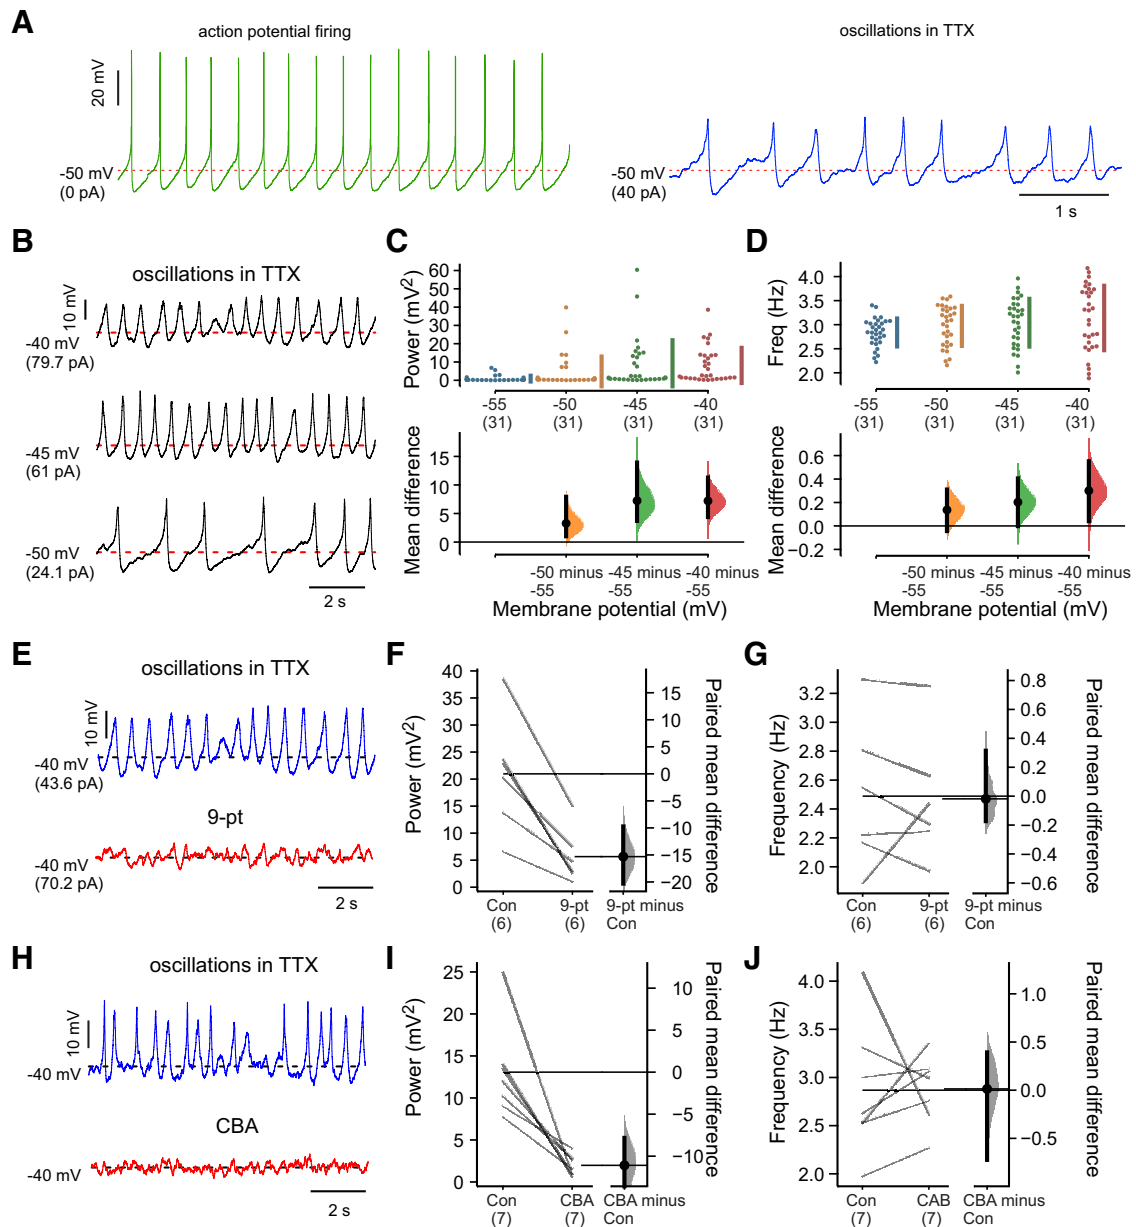 A
action potential firing
oscillations in TTX
20 mV
-50 mV
(0 pA)
-50 mV
(40 pA)
1 s
B
oscillations in TTX
10 mV
-40 mV
(79.7 pA)
-45 mV
(61 pA)
-50 mV
(24.1 pA)
2 s
C
Power (mV2)
60
50
40
30
20
10
0
-55
(31)
-50
(31)
-45
(31)
-40
(31)
Mean difference
15
10
5
0
-50 minus
-55
-45 minus
-55
-40 minus
-55
Membrane potential (mV)
D
Freq (Hz)
4.0
3.5
3.0
2.5
2.0
-55
(31)
-50
(31)
-45
(31)
-40
(31)
Mean difference
0.6
0.4
0.2
0.0
−0.2
-50 minus
-55
-45 minus
-55
-40 minus
-55
Membrane potential (mV)
E
oscillations in TTX
10 mV
-40 mV
(43.6 pA)
9-pt
-40 mV
(70.2 pA)
2 s
F
Power (mV2)
40
35
30
25
20
15
10
5
0
Con
(6)
9-pt
(6)
9-pt minus
Con
15
10
5
0
−5
−10
−15
−20
Paired mean difference
G
Frequency (Hz)
3.2
3.0
2.8
2.6
2.4
2.2
2.0
Con
(6)
9-pt
(6)
9-pt minus
Con
0.8
0.6
0.4
0.2
0.0
−0.2
−0.4
−0.6
Paired mean difference
H
oscillations in TTX
10 mV
-40 mV
CBA
-40 mV
2 s
I
Power (mV2)
25
20
15
10
5
0
Con
(7)
CBA
(7)
CBA minus
Con
10
5
0
−5
−10
Paired mean difference
J
Frequency (Hz)
4.0
3.5
3.0
2.5
2.0
Con
(7)
CAB
(7)
CBA minus
Con
1.0
0.5
0.0
−0.5
Paired mean difference